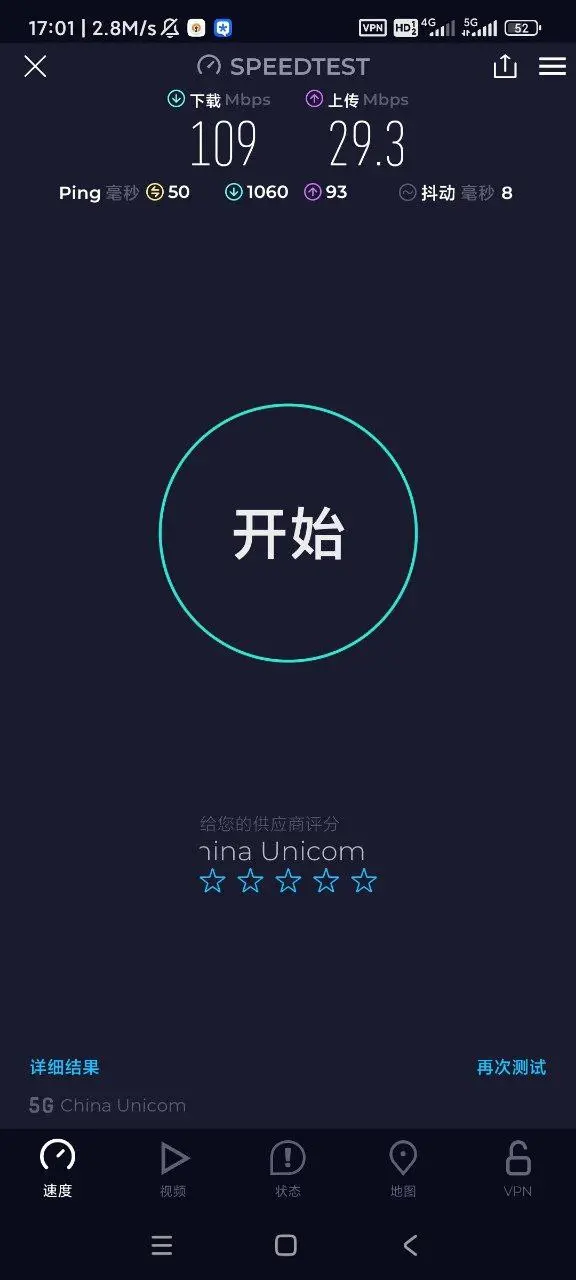 17:01 | 2.8M/s VPN HD 1 2 4G 5G 52
SPEEDTEST
下载 Mbps 上传 Mbps
109 29.3
Ping 毫秒 50 1060 93 抖动 毫秒 8
开始
给您的供应商评分
hina Unicom
详细结果 再次测试
5G China Unicom
速度 视频 状态 地图 VPN